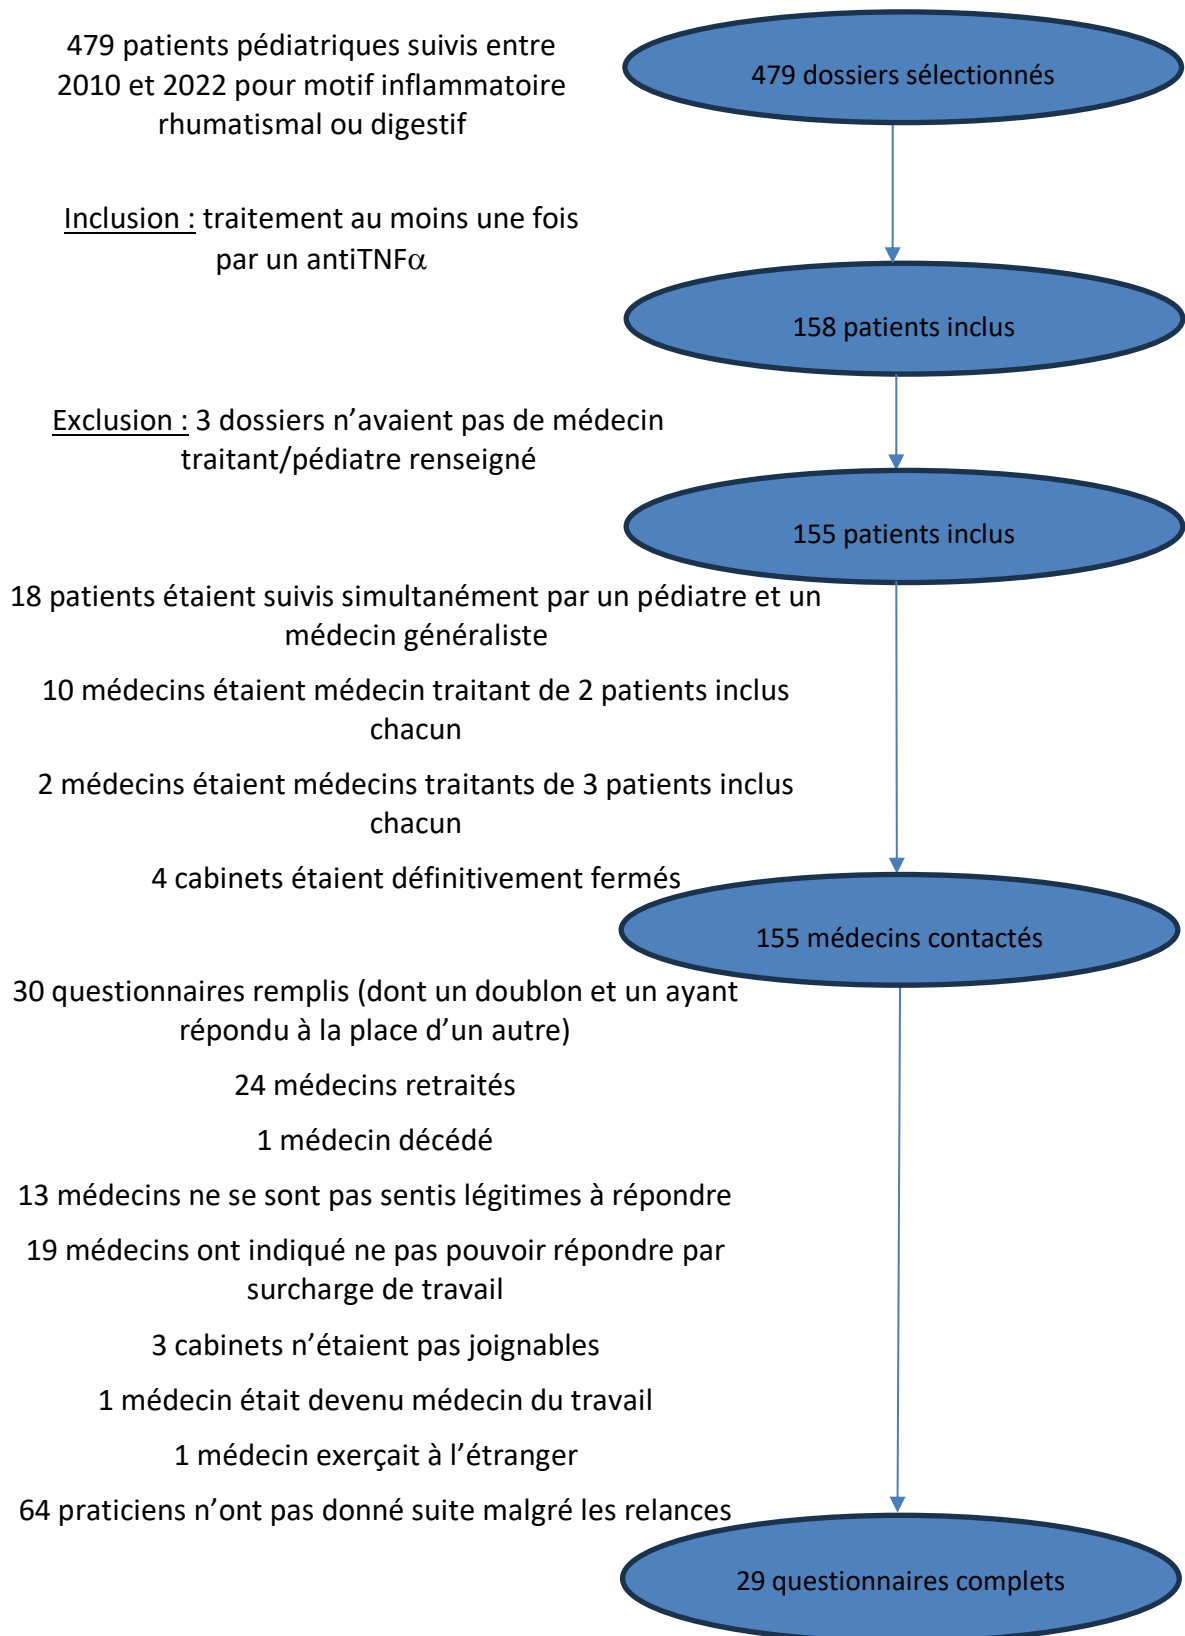 479 patients pédiatriques suivis entre
2010 et 2022 pour motif inflammatoire
rhumatismal ou digestif
479 dossiers sélectionnés
Inclusion : traitement au moins une fois
par un antiTNFα
158 patients inclus
Exclusion : 3 dossiers n’avaient pas de médecin
traitant/pédiatre renseigné
155 patients inclus
18 patients étaient suivis simultanément par un pédiatre et un
médecin généraliste
10 médecins étaient médecin traitant de 2 patients inclus
chacun
2 médecins étaient médecins traitants de 3 patients inclus
chacun
4 cabinets étaient définitivement fermés
155 médecins contactés
30 questionnaires remplis (dont un doublon et un ayant
répondu à la place d’un autre)
24 médecins retraités
1 médecin décédé
13 médecins ne se sont pas sentis légitimes à répondre
19 médecins ont indiqué ne pas pouvoir répondre par
surcharge de travail
3 cabinets n’étaient pas joignables
1 médecin était devenu médecin du travail
1 médecin exerçait à l’étranger
64 praticiens n’ont pas donné suite malgré les relances
29 questionnaires complets